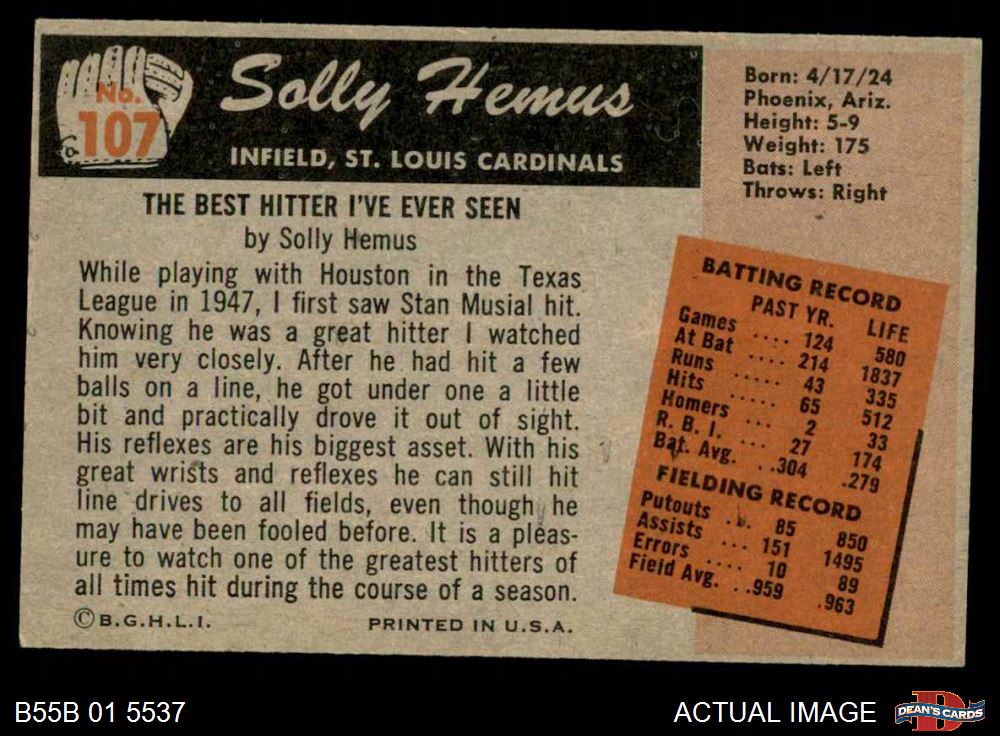 No.
107
Solly Hemus
INFIELD, ST. LOUIS CARDINALS
THE BEST HITTER I'VE EVER SEEN
by Solly Hemus
While playing with Houston in the Texas
League in 1947, I first saw Stan Musial hit.
Knowing he was a great hitter I watched
him very closely. After he had hit a few
balls on a line, he got under one a little
bit and practically drove it out of sight.
His reflexes are his biggest asset. With his
great wrists and reflexes he can still hit
line drives to all fields, even though he
may have been fooled before. It is a pleas-
ure to watch one of the greatest hitters of
all times hit during the course of a season.
©B.G.H.L.I.
PRINTED IN U.S.A.
Born: 4/17/24
Phoenix, Ariz.
Height: 5-9
Weight: 175
Bats: Left
Throws: Right
BATTING RECORD
PAST YR. LIFE
Games .... 124 580
At Bat .... 214 1837
Runs ..... 43 335
Hits ..... 65 512
Homers ... 2 33
R. B. I. ... 27 174
Bat. Avg. ..304 .279
FIELDING RECORD
Putouts ... 85 850
Assists ... 151 1495
Errors .... 10 89
Field Avg. ..959 .963
B55B 01 5537
ACTUAL IMAGE
DEAN'S CARDS